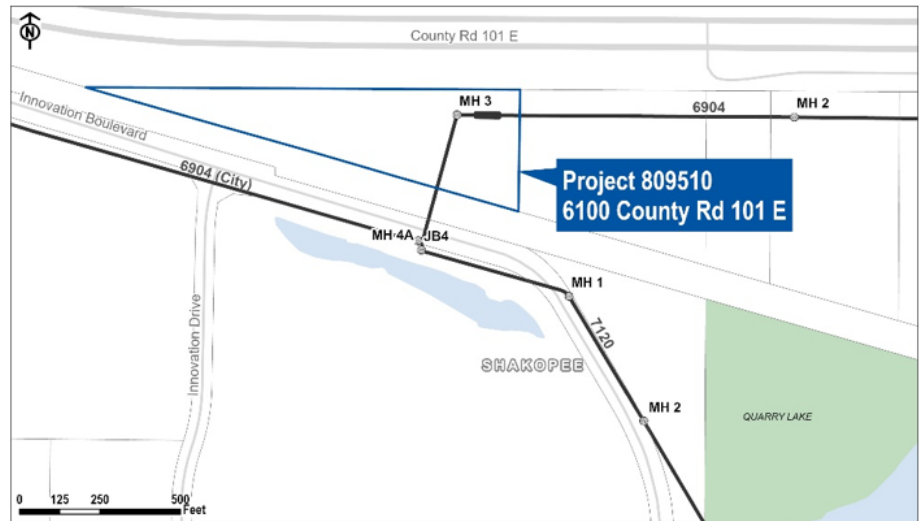 N
County Rd 101 E
Innovation Boulevard
MH 3
6904
MH 2
6904 (City)
Project 809510
6100 County Rd 101 E
MH 4A
JB4
MH 1
Innovation Drive
7120
SHAKOPEE
MH 2
QUARRY LAKE
0 125 250 500
Feet